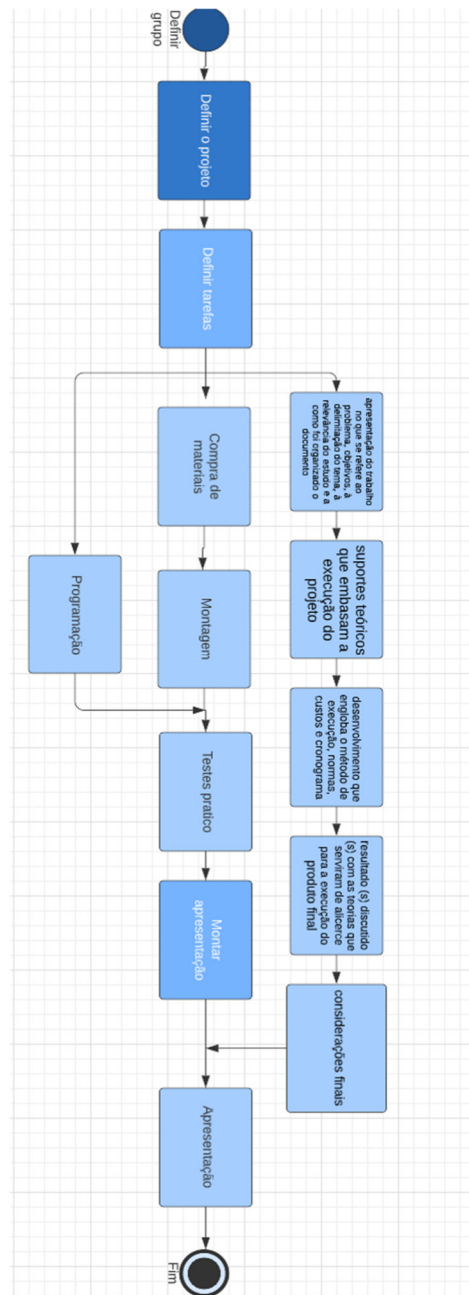 Definir
grupo
Definir o projeto
Definir tarefas
apresentação do trabalho
no que se refere ao
problema, objetivos, à
delimitação do tema, à
relevância do estudo e a
como foi organizado o
documento
suportes teóricos
que embasam a
execução do
projeto
desenvolvimento que
engloba o método de
execução, normas,
custos e cronograma
resultado (s) discutido
(s) com as teorias que
serviram de alicerce
para a execução do
produto final
considerações finais
Compra de
materiais
Montagem
Programação
Testes pratico
Montar
apresentação
Apresentação
Fim